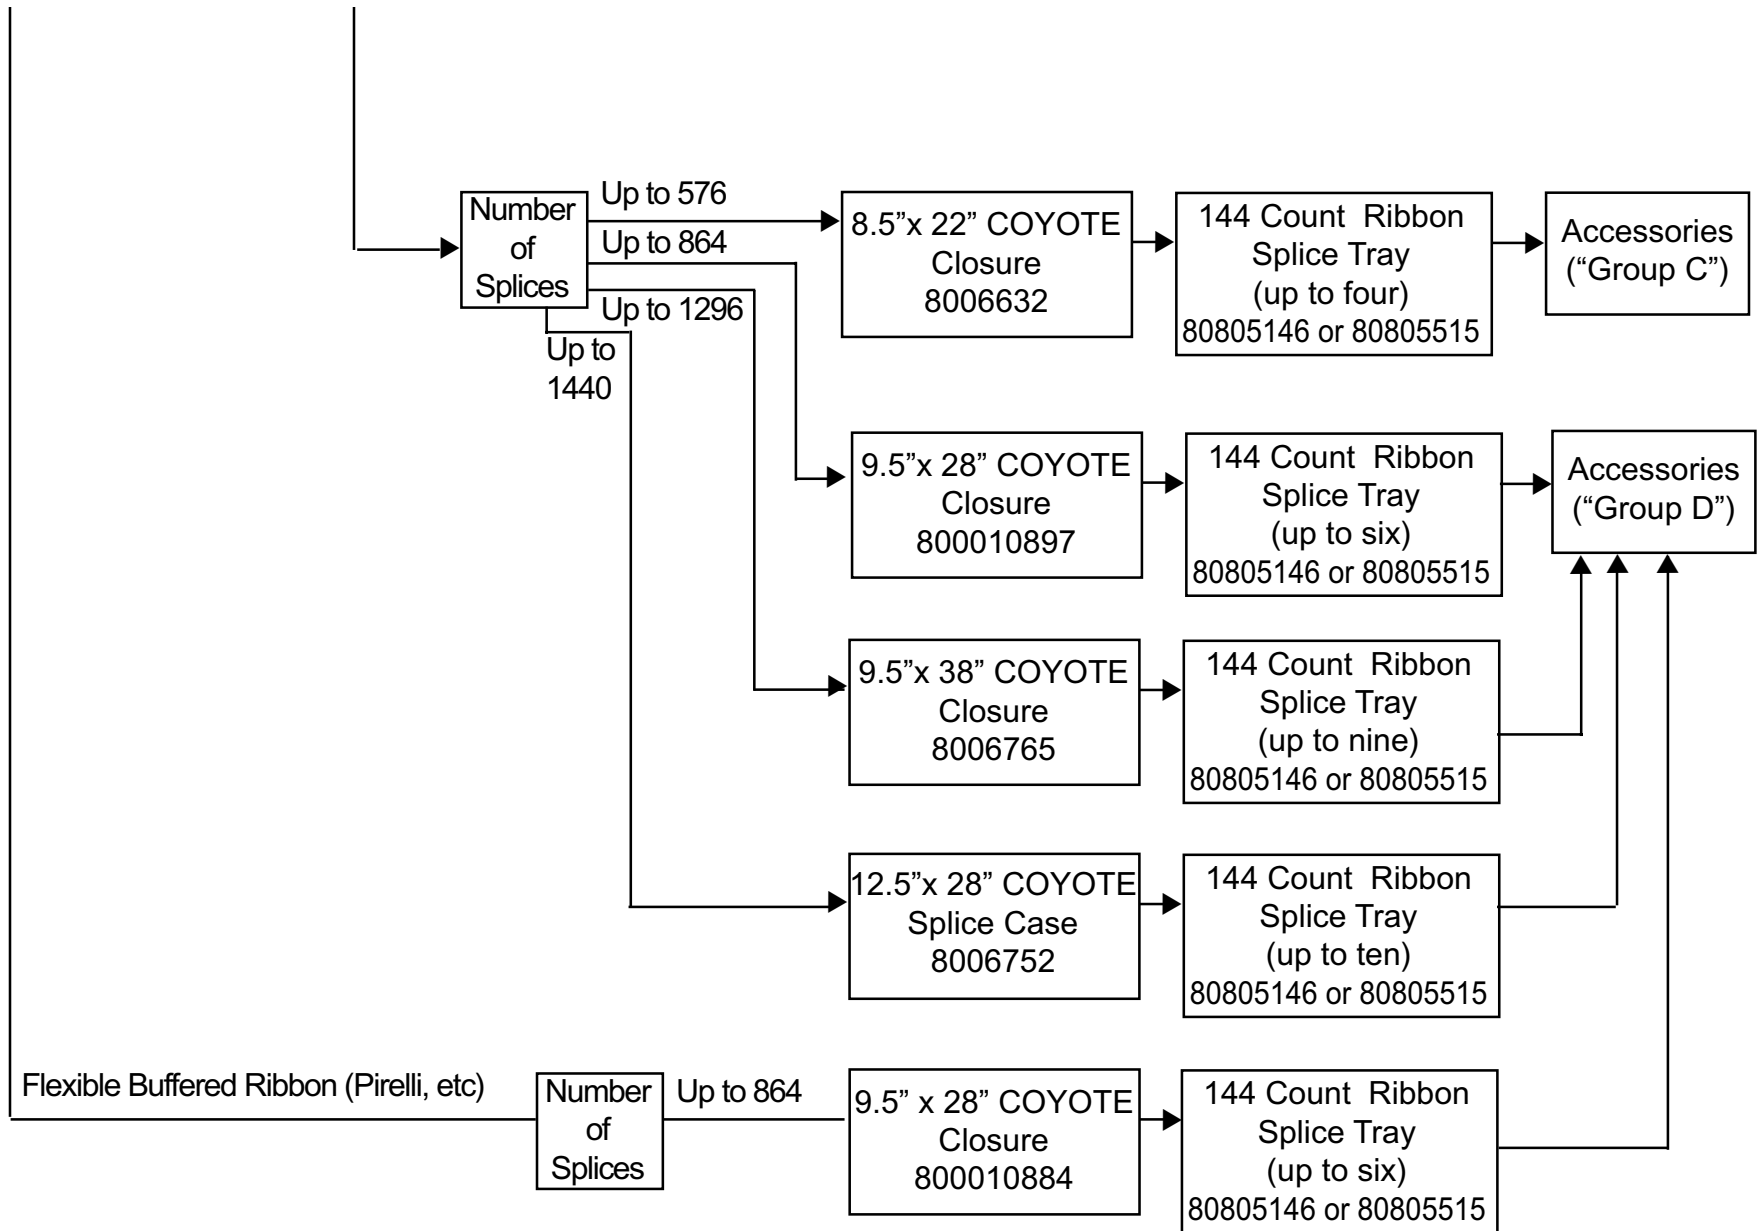 Number
of
Splices
Up to 576
Up to 864
Up to 1296
Up to
1440
8.5”x 22” COYOTE
Closure
8006632
144 Count  Ribbon
Splice Tray
(up to four)
80805146 or 80805515
Accessories
(“Group C”)
9.5”x 28” COYOTE
Closure
800010897
144 Count  Ribbon
Splice Tray
(up to six)
80805146 or 80805515
Accessories
(“Group D”)
9.5”x 38” COYOTE
Closure
8006765
144 Count  Ribbon
Splice Tray
(up to nine)
80805146 or 80805515
12.5”x 28” COYOTE
Splice Case
8006752
144 Count  Ribbon
Splice Tray
(up to ten)
80805146 or 80805515
Flexible Buffered Ribbon (Pirelli, etc)
Number
of
Splices
Up to 864
9.5” x 28” COYOTE
Closure
800010884
144 Count  Ribbon
Splice Tray
(up to six)
80805146 or 80805515